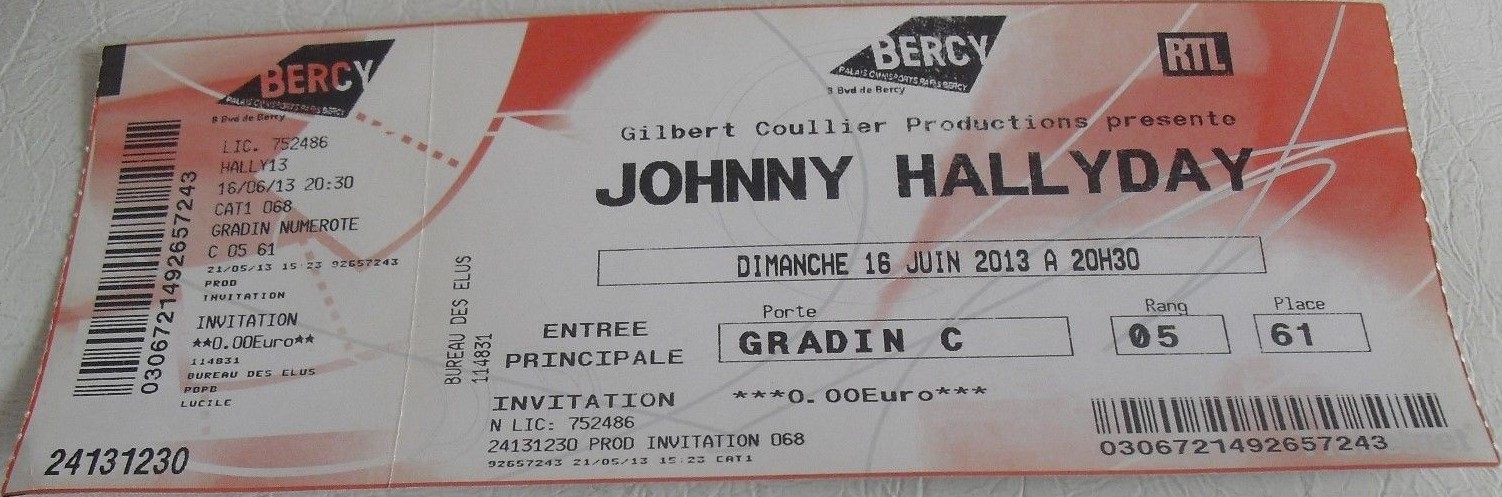 BERCY
PALAIS OMNISPORTS PARIS BERCY
8 Bvd de Bercy
LIC. 752486
HALLY13
16/06/13 20:30
CAT1 068
GRADIN NUMEROTE
C 05 61
21/05/13 15:23 92657243
PROD
INVITATION
INVITATION
**0.00Euro**
114831
BUREAU DES ELUS
POPB
LUCILE
03067214926572​43
24131230
BUREAU DES ELUS
114831
BERCY
PALAIS OMNISPORTS PARIS BERCY
8 Bvd de Bercy
RTL
Gilbert Coullier Productions presente
JOHNNY HALLYDAY
DIMANCHE 16 JUIN 2013 A 20H30
Porte
Rang
Place
ENTREE
PRINCIPALE
GRADIN C
05
61
INVITATION
***0.00Euro***
N LIC: 752486
24131230 PROD INVITATION 068
92657243 21/05/13 15:23 CAT1
0306721492657243